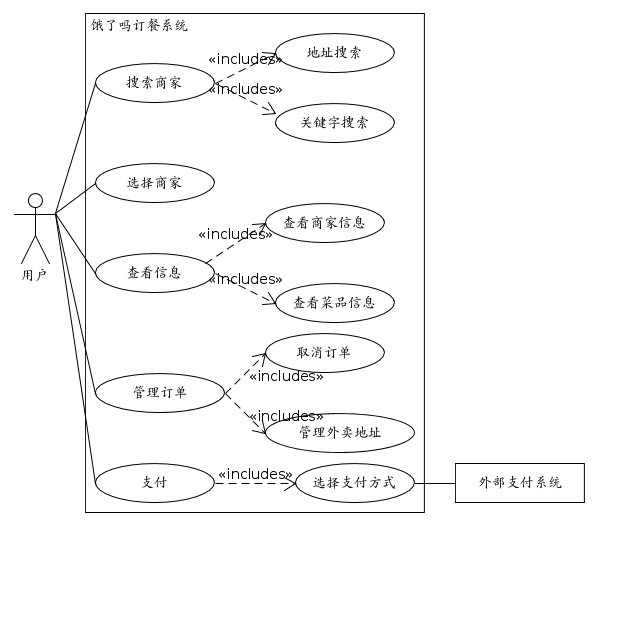 饿了吗订餐系统
«includes»
地址搜索
搜索商家
«includes»
关键字搜索
选择商家
用户
«includes»
查看商家信息
查看信息
«includes»
查看菜品信息
取消订单
«includes»
管理订单
«includes»
管理外卖地址
支付
«includes»
选择支付方式
外部支付系统